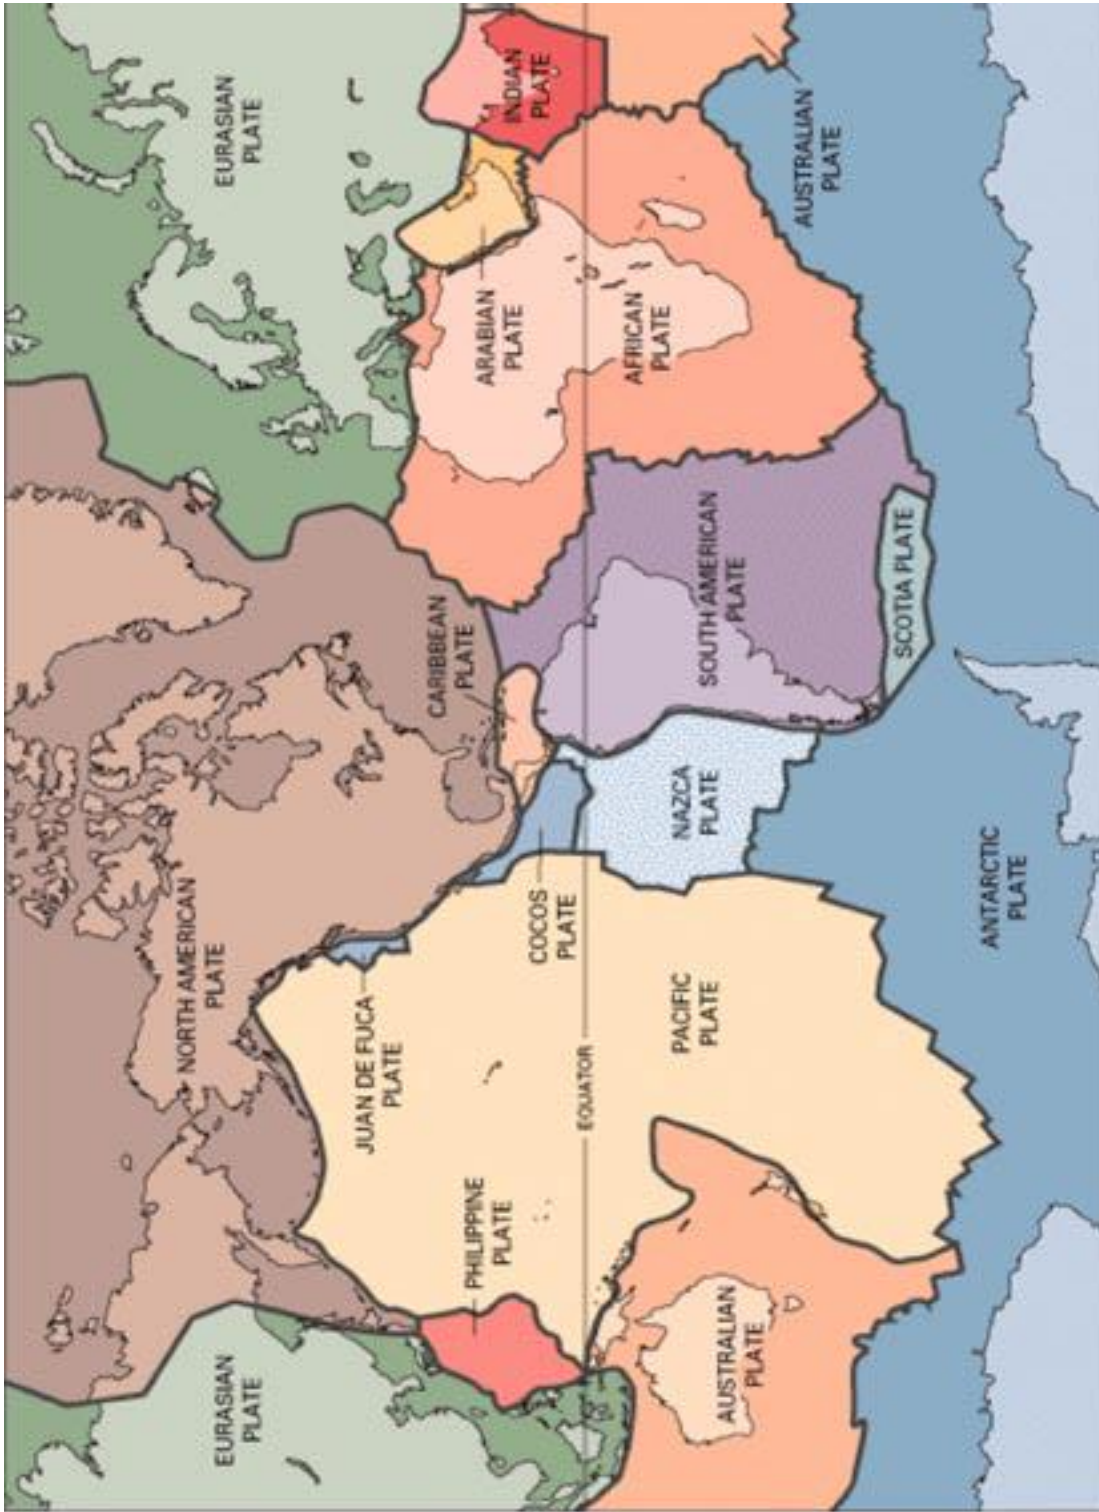 EURASIAN
PLATE
NORTH AMERICAN
PLATE
EURASIAN
PLATE
JUAN DE FUCA
PLATE
CARIBBEAN
PLATE
PHILIPPINE
PLATE
ARABIAN
PLATE
INDIAN
PLATE
COCOS
PLATE
EQUATOR
AFRICAN
PLATE
PACIFIC
PLATE
NAZCA
PLATE
SOUTH AMERICAN
PLATE
AUSTRALIAN
PLATE
AUSTRALIAN
PLATE
SCOTIA PLATE
ANTARCTIC
PLATE